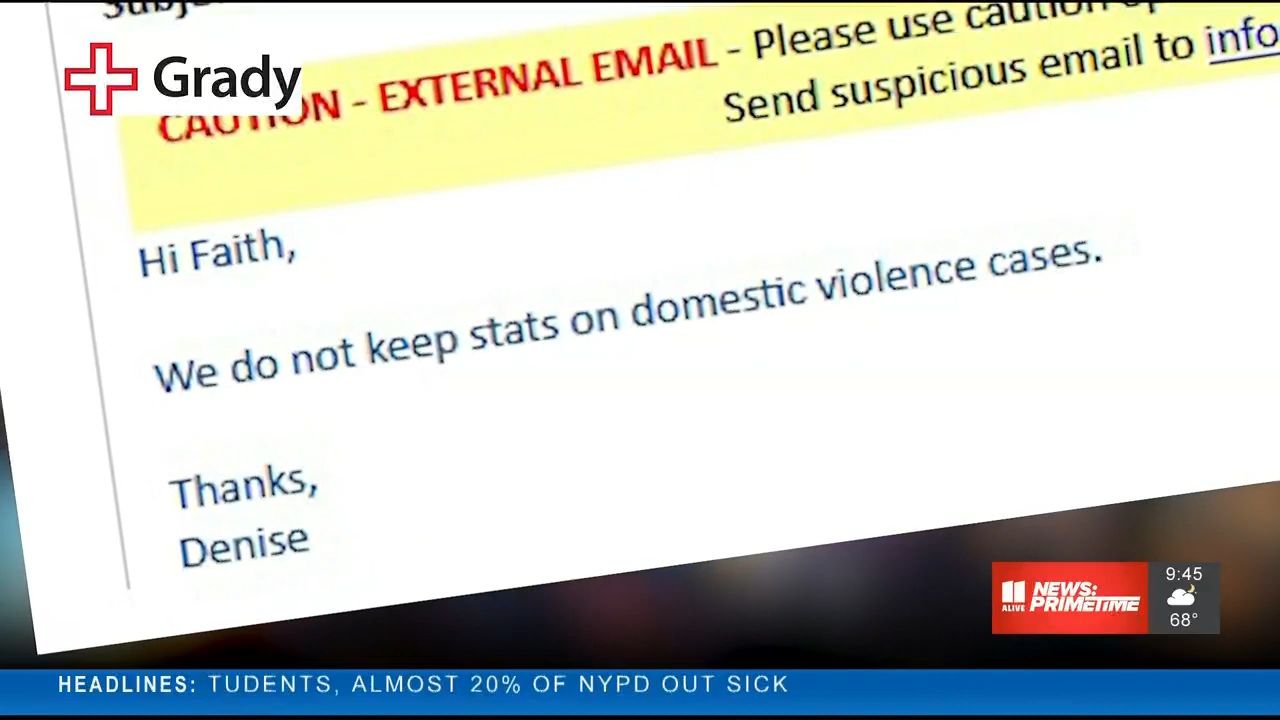 Grady
CAUTION - EXTERNAL EMAIL - Please use caution
Send suspicious email to info
Hi Faith,
We do not keep stats on domestic violence cases.
Thanks,
Denise
11
ALIVE
NEWS:
PRIMETIME
9:45
68°
HEADLINES: TUDENTS, ALMOST 20% OF NYPD OUT SICK